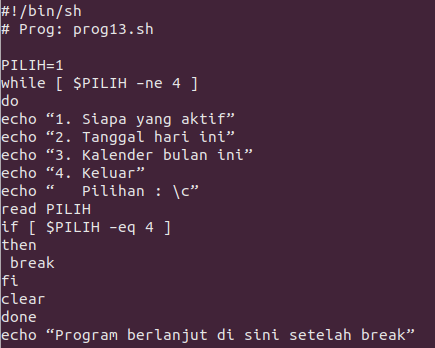 #!/bin/sh
# Prog: prog13.sh
PILIH=1
while [ $PILIH –ne 4 ]
do
echo “1. Siapa yang aktif”
echo “2. Tanggal hari ini”
echo “3. Kalender bulan ini”
echo “4. Keluar”
echo “   Pilihan : \c”
read PILIH
if [ $PILIH –eq 4 ]
then
 break
fi
clear
done
echo “Program berlanjut di sini setelah break”